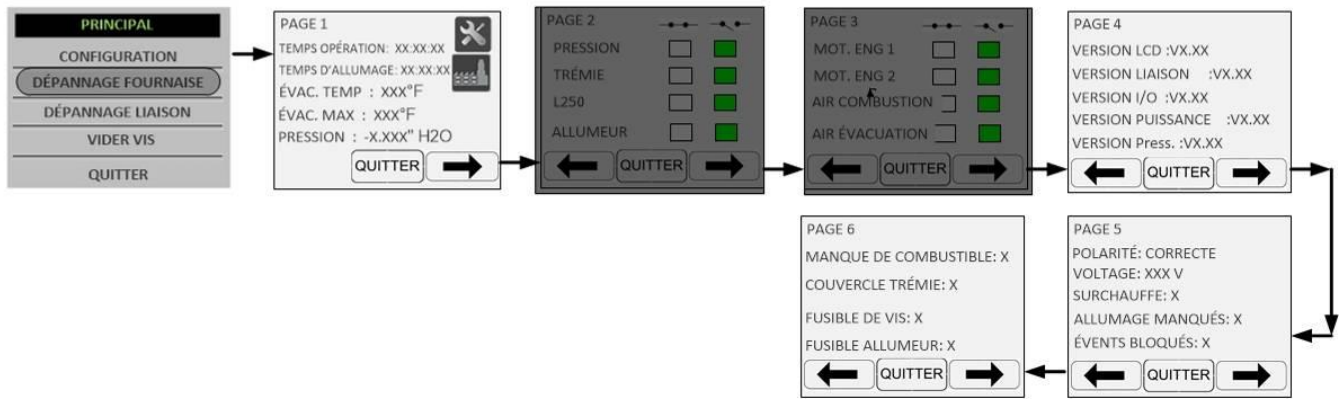 PRINCIPAL
CONFIGURATION
DÉPANNAGE FOURNAISE
DÉPANNAGE LIAISON
VIDER VIS
QUITTER
PAGE 1
TEMPS OPÉRATION: XX:XX:XX
TEMPS D'ALLUMAGE: XX:XX:XX
ÉVAC. TEMP : XXX°F
ÉVAC. MAX : XXX°F
PRESSION : -X.XXX" H2O
QUITTER
PAGE 2
PRESSION
TRÉMIE
L250
ALLUMEUR
QUITTER
PAGE 3
MOT. ENG 1
MOT. ENG 2
AIR COMBUSTION
AIR ÉVACUATION
QUITTER
PAGE 4
VERSION LCD :VX.XX
VERSION LIAISON :VX.XX
VERSION I/O :VX.XX
VERSION PUISSANCE :VX.XX
VERSION Press. :VX.XX
QUITTER
PAGE 5
POLARITÉ: CORRECTE
VOLTAGE: XXX V
SURCHAUFFE: X
ALLUMAGE MANQUÉS: X
ÉVENTS BLOQUÉS: X
QUITTER
PAGE 6
MANQUE DE COMBUSTIBLE: X
COUVERCLE TRÉMIE: X
FUSIBLE DE VIS: X
FUSIBLE ALLUMEUR: X
QUITTER